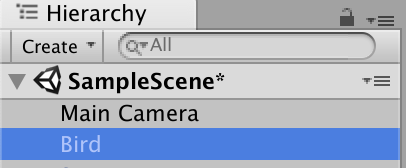 Hierarchy
Create All
SampleScene*
Main Camera
Bird